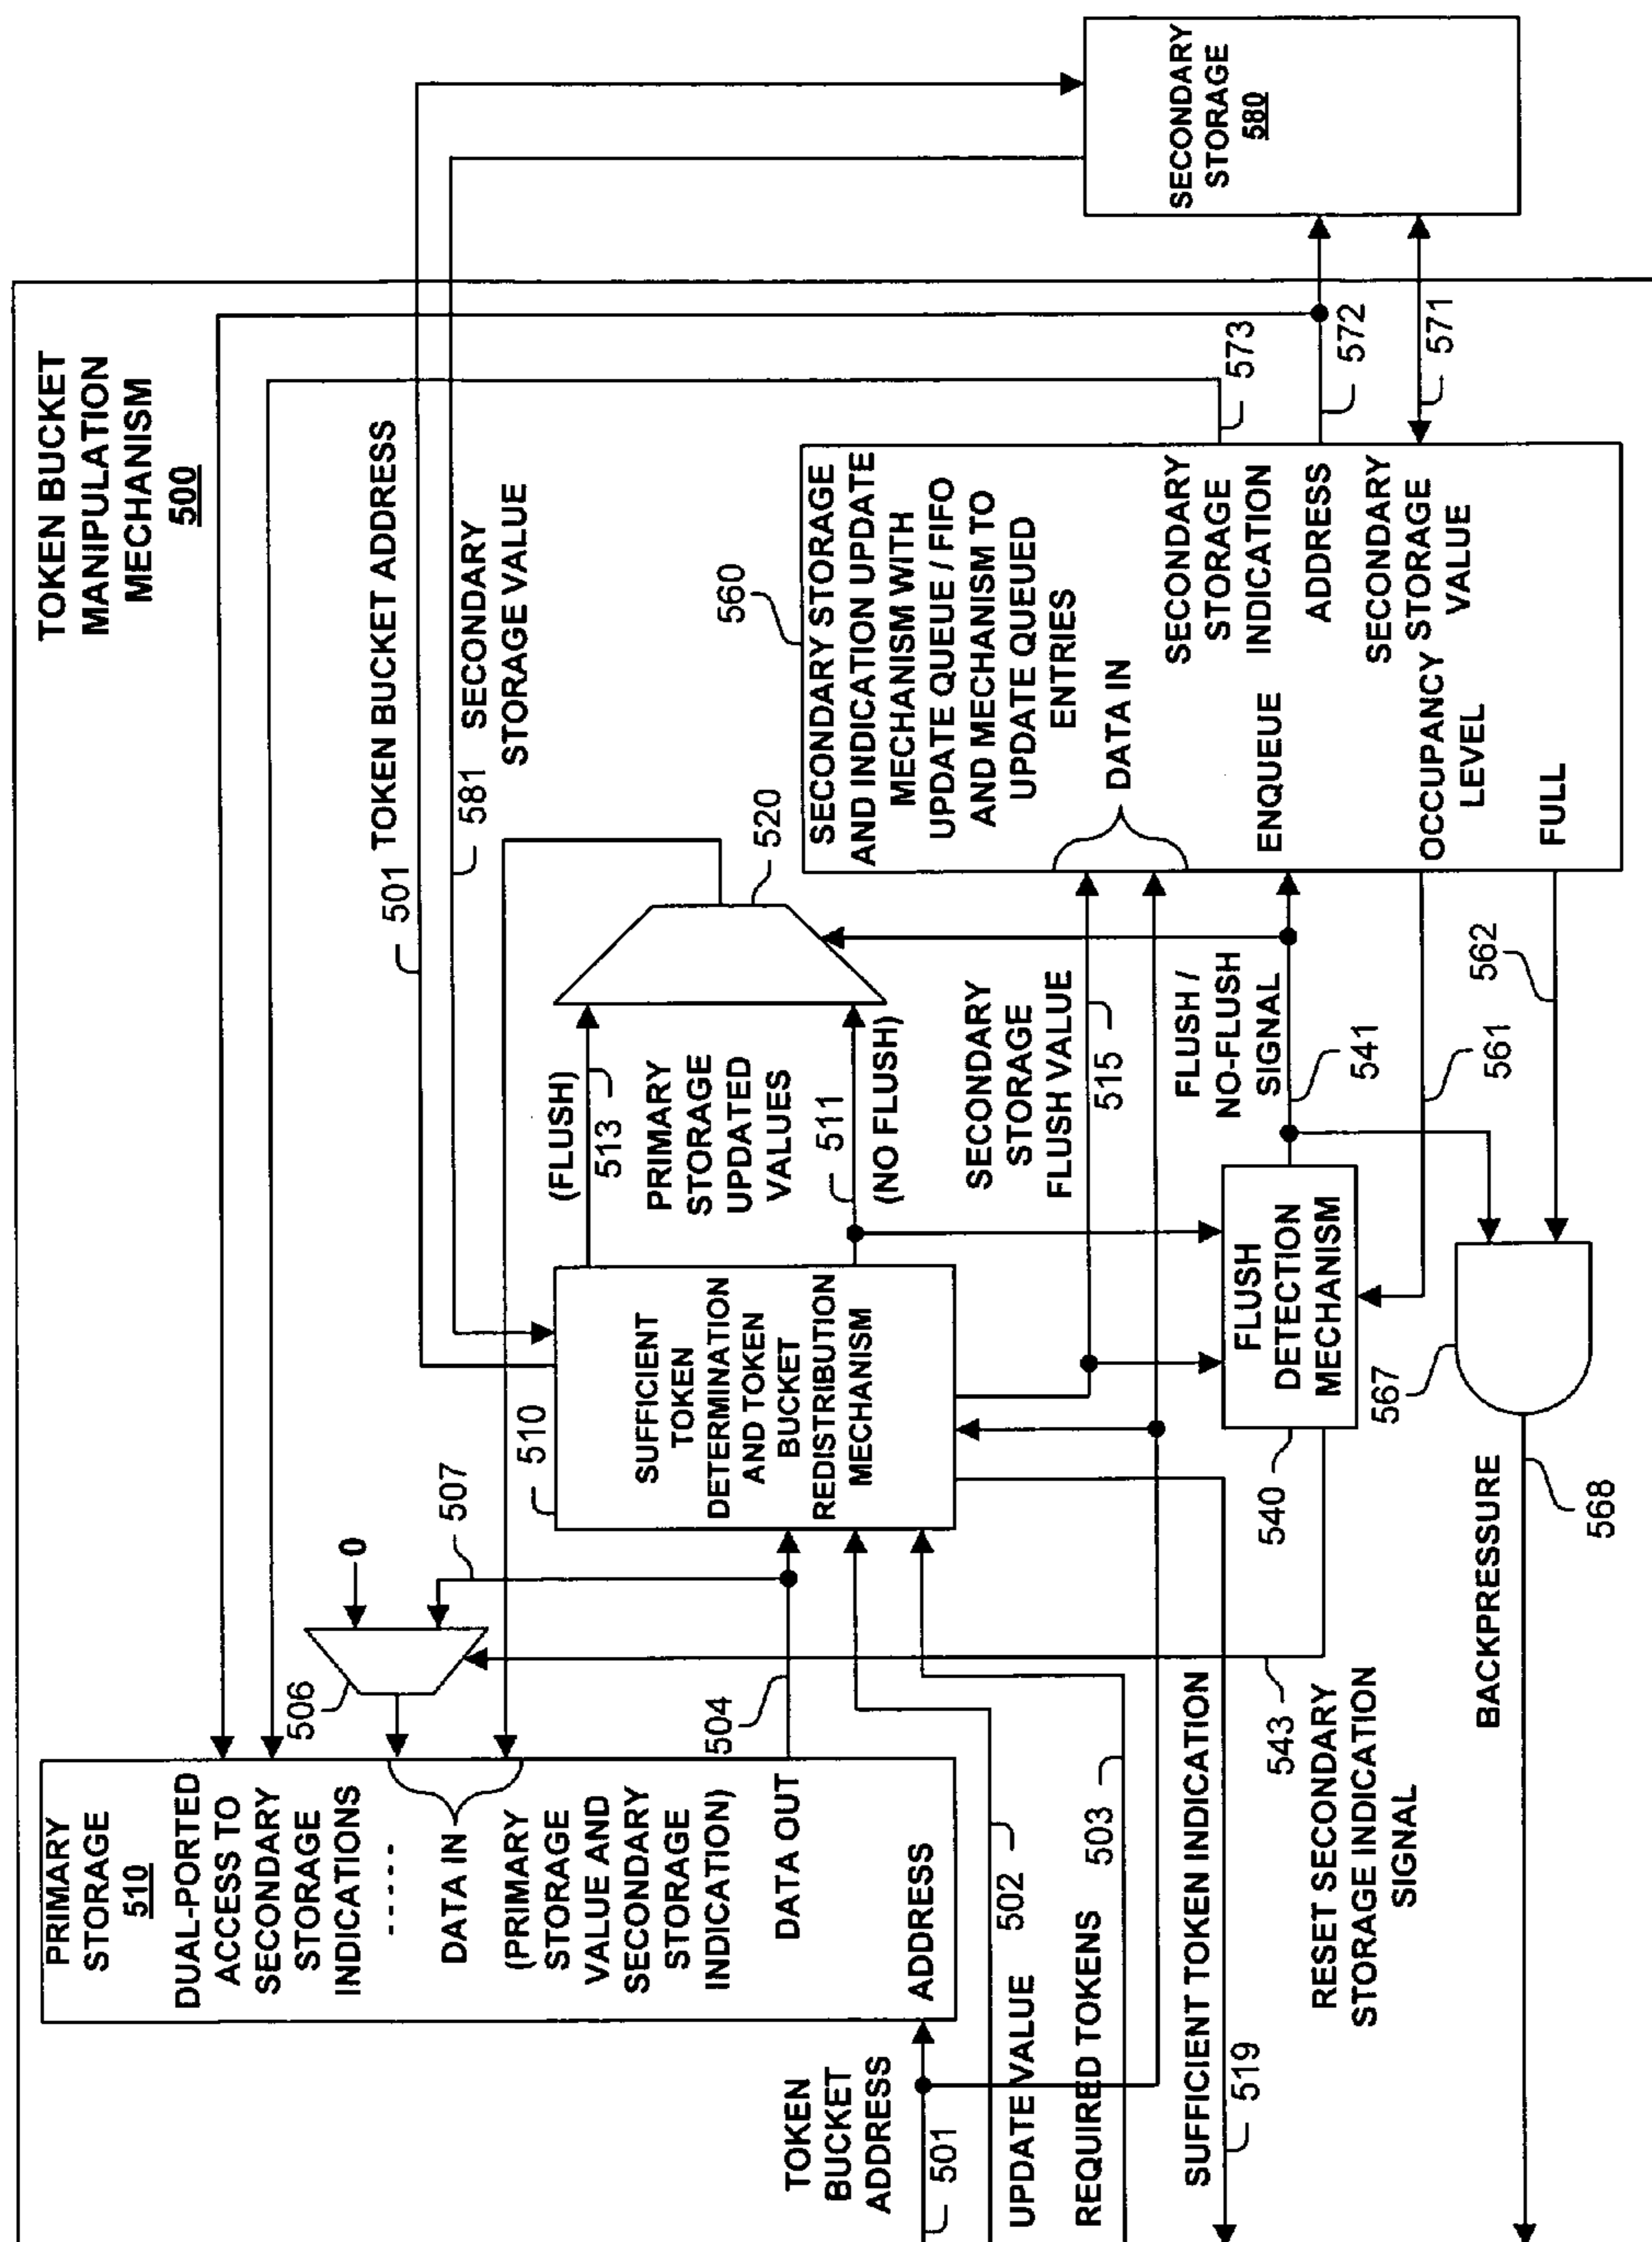 TOKEN BUCKET
MANIPULATION
MECHANISM
500
PRIMARY
STORAGE
510
DUAL-PORTED
ACCESS TO
SECONDARY
STORAGE
INDICATIONS
-----
DATA IN
(PRIMARY
STORAGE
VALUE AND
SECONDARY
STORAGE
INDICATION)
DATA OUT
ADDRESS
506
0
507
504
TOKEN
BUCKET
ADDRESS
501
502
UPDATE VALUE
503
REQUIRED TOKENS
SUFFICIENT TOKEN INDICATION
519
510
SUFFICIENT
TOKEN
DETERMINATION
AND TOKEN
BUCKET
REDISTRIBUTION
MECHANISM
501
TOKEN BUCKET ADDRESS
581
SECONDARY
STORAGE VALUE
(FLUSH)
513
PRIMARY
STORAGE
UPDATED
VALUES
511
(NO FLUSH)
520
SECONDARY
STORAGE
FLUSH VALUE
515
FLUSH /
NO-FLUSH
SIGNAL
541
561
562
FLUSH
DETECTION
MECHANISM
540
543
RESET SECONDARY
STORAGE INDICATION
SIGNAL
567
BACKPRESSURE
568
560
SECONDARY STORAGE
AND INDICATION UPDATE
MECHANISM WITH
UPDATE QUEUE / FIFO
AND MECHANISM TO
UPDATE QUEUED
ENTRIES
DATA IN
ENQUEUE
OCCUPANCY
LEVEL
FULL
SECONDARY
STORAGE
INDICATION
ADDRESS
SECONDARY
STORAGE
VALUE
573
572
571
SECONDARY
STORAGE
580